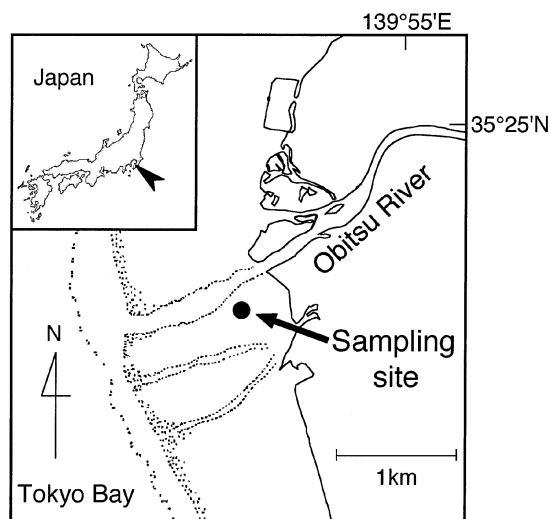 139°55'E
Japan
35°25'N
Obitsu River
N
Sampling
site
1km
Tokyo Bay